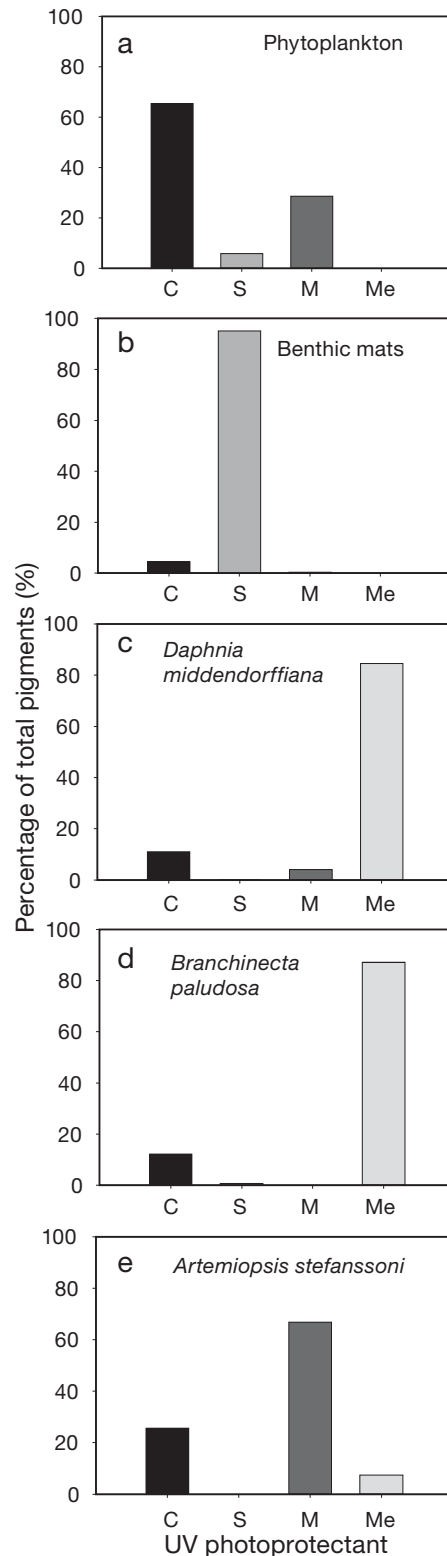 Percentage of total pigments (%)
a
Phytoplankton
100
80
60
40
20
0
C S M Me
b
Benthic mats
100
80
60
40
20
0
C S M Me
c
Daphnia
middendorffiana
100
80
60
40
20
0
C S M Me
d
Branchinecta
paludosa
100
80
60
40
20
0
C S M Me
e
Artemiopsis stefanssoni
100
80
60
40
20
0
C S M Me
UV photoprotectant